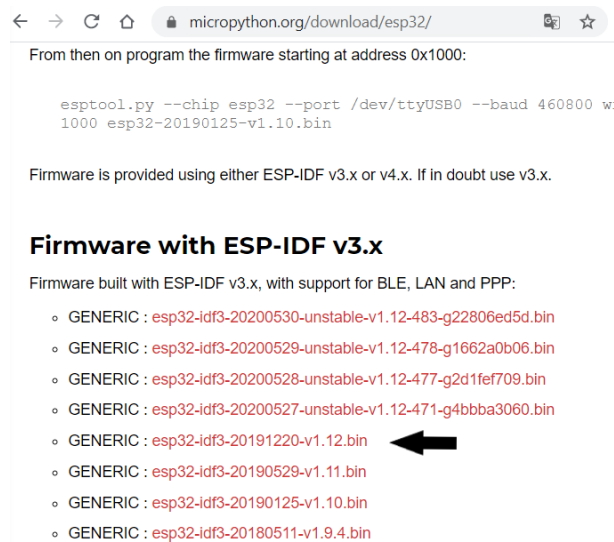 micropython.org/download/esp32/
From then on program the firmware starting at address 0x1000:
esptool.py --chip esp32 --port /dev/ttyUSB0 --baud 460800
1000 esp32-20190125-v1.10.bin
Firmware is provided using either ESP-IDF v3.x or v4.x. If in doubt use v3.x.
Firmware with ESP-IDF v3.x
Firmware built with ESP-IDF v3.x, with support for BLE, LAN and PPP:
GENERIC : esp32-idf3-20200530-unstable-v1.12-483-g22806ed5d.bin
GENERIC : esp32-idf3-20200529-unstable-v1.12-478-g1662a0b06.bin
GENERIC : esp32-idf3-20200528-unstable-v1.12-477-g2d1fef709.bin
GENERIC : esp32-idf3-20200527-unstable-v1.12-471-g4bbba3060.bin
GENERIC : esp32-idf3-20191220-v1.12.bin
GENERIC : esp32-idf3-20190529-v1.11.bin
GENERIC : esp32-idf3-20190125-v1.10.bin
GENERIC : esp32-idf3-20180511-v1.9.4.bin